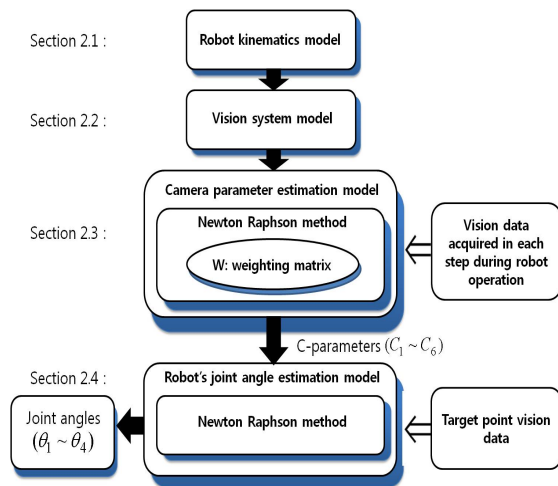 Section 2.1 :
Robot kinematics model
Section 2.2 :
Vision system model
Camera parameter estimation model
Section 2.3 :
Newton Raphson method
W: weighting matrix
Vision data
acquired in each
step during robot
operation
C-parameters (C₁ ~ C₆)
Section 2.4 :
Robot's joint angle estimation model
Joint angles
(θ₁ ~ θ₄)
Newton Raphson method
Target point vision
data